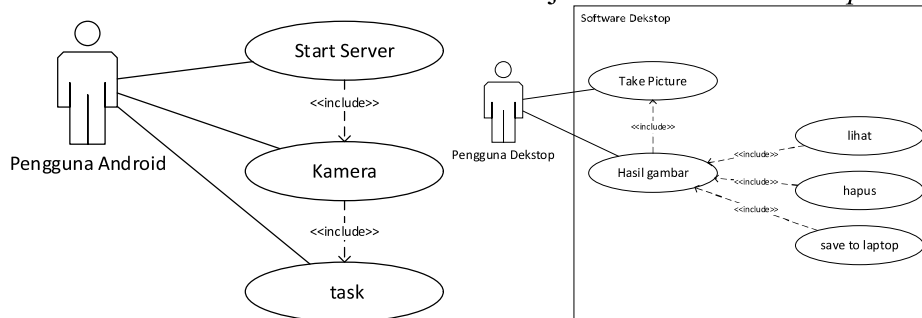 Start Server
<<include>>
Pengguna Android
Kamera
<<include>>
task
Software Dekstop
Take Picture
<<include>>
Pengguna Dekstop
Hasil gambar
<<include>>
lihat
<<include>>
hapus
<<include>>
save to laptop